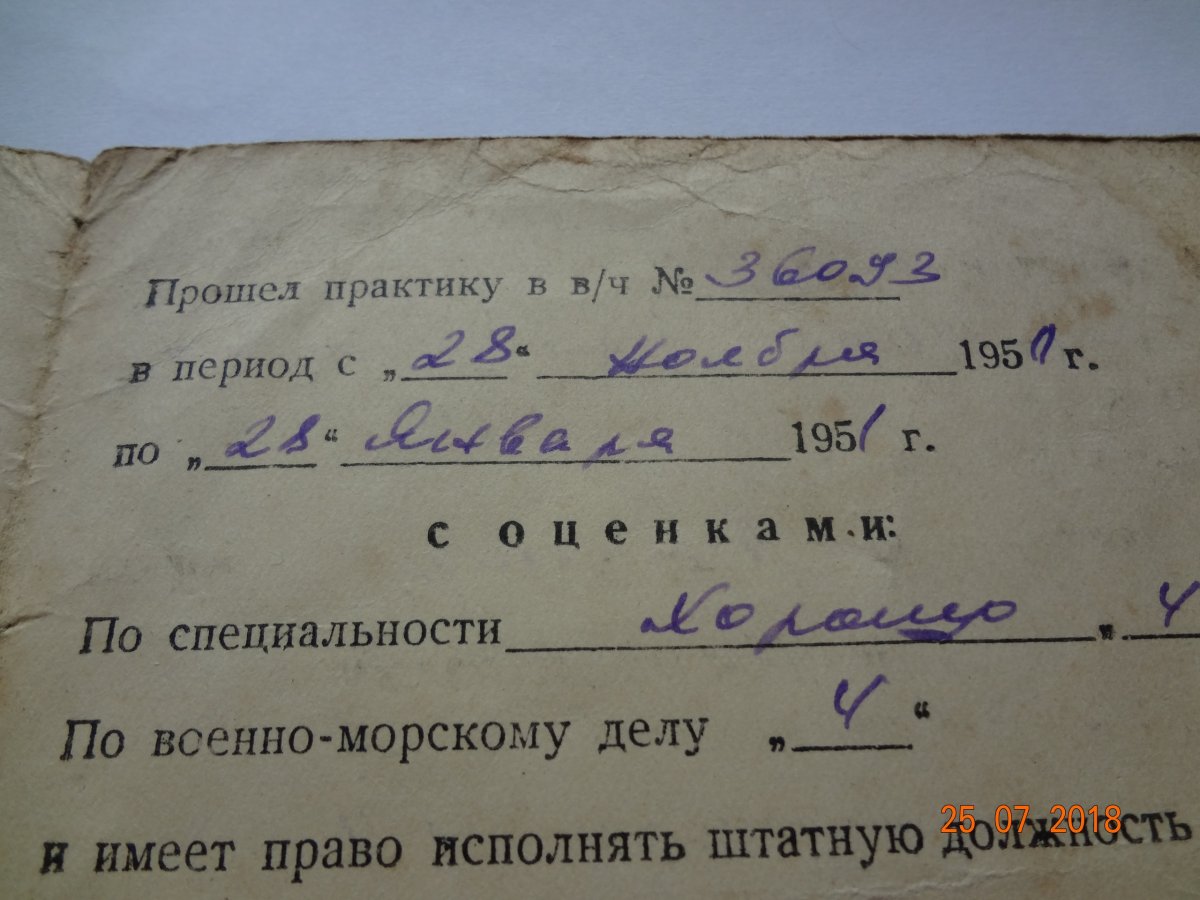 Прошел практику в в/ч № 36093
в период с „28“ Ноября 1951 г.
по „28“ Января 1951 г.
с оценками:
По специальности Хорошо „4
По военно-морскому делу „4“
и имеет право исполнять штатную должность
25 07 2018